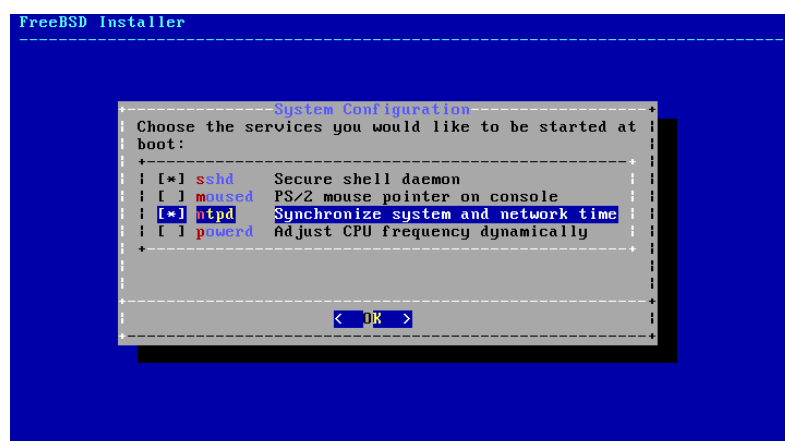 FreeBSD Installer
System Configuration
Choose the services you would like to be started at
boot:
[*] sshd Secure shell daemon
[ ] moused PS/2 mouse pointer on console
[*] ntpd Synchronize system and network time
[ ] powerd Adjust CPU frequency dynamically
< OK >